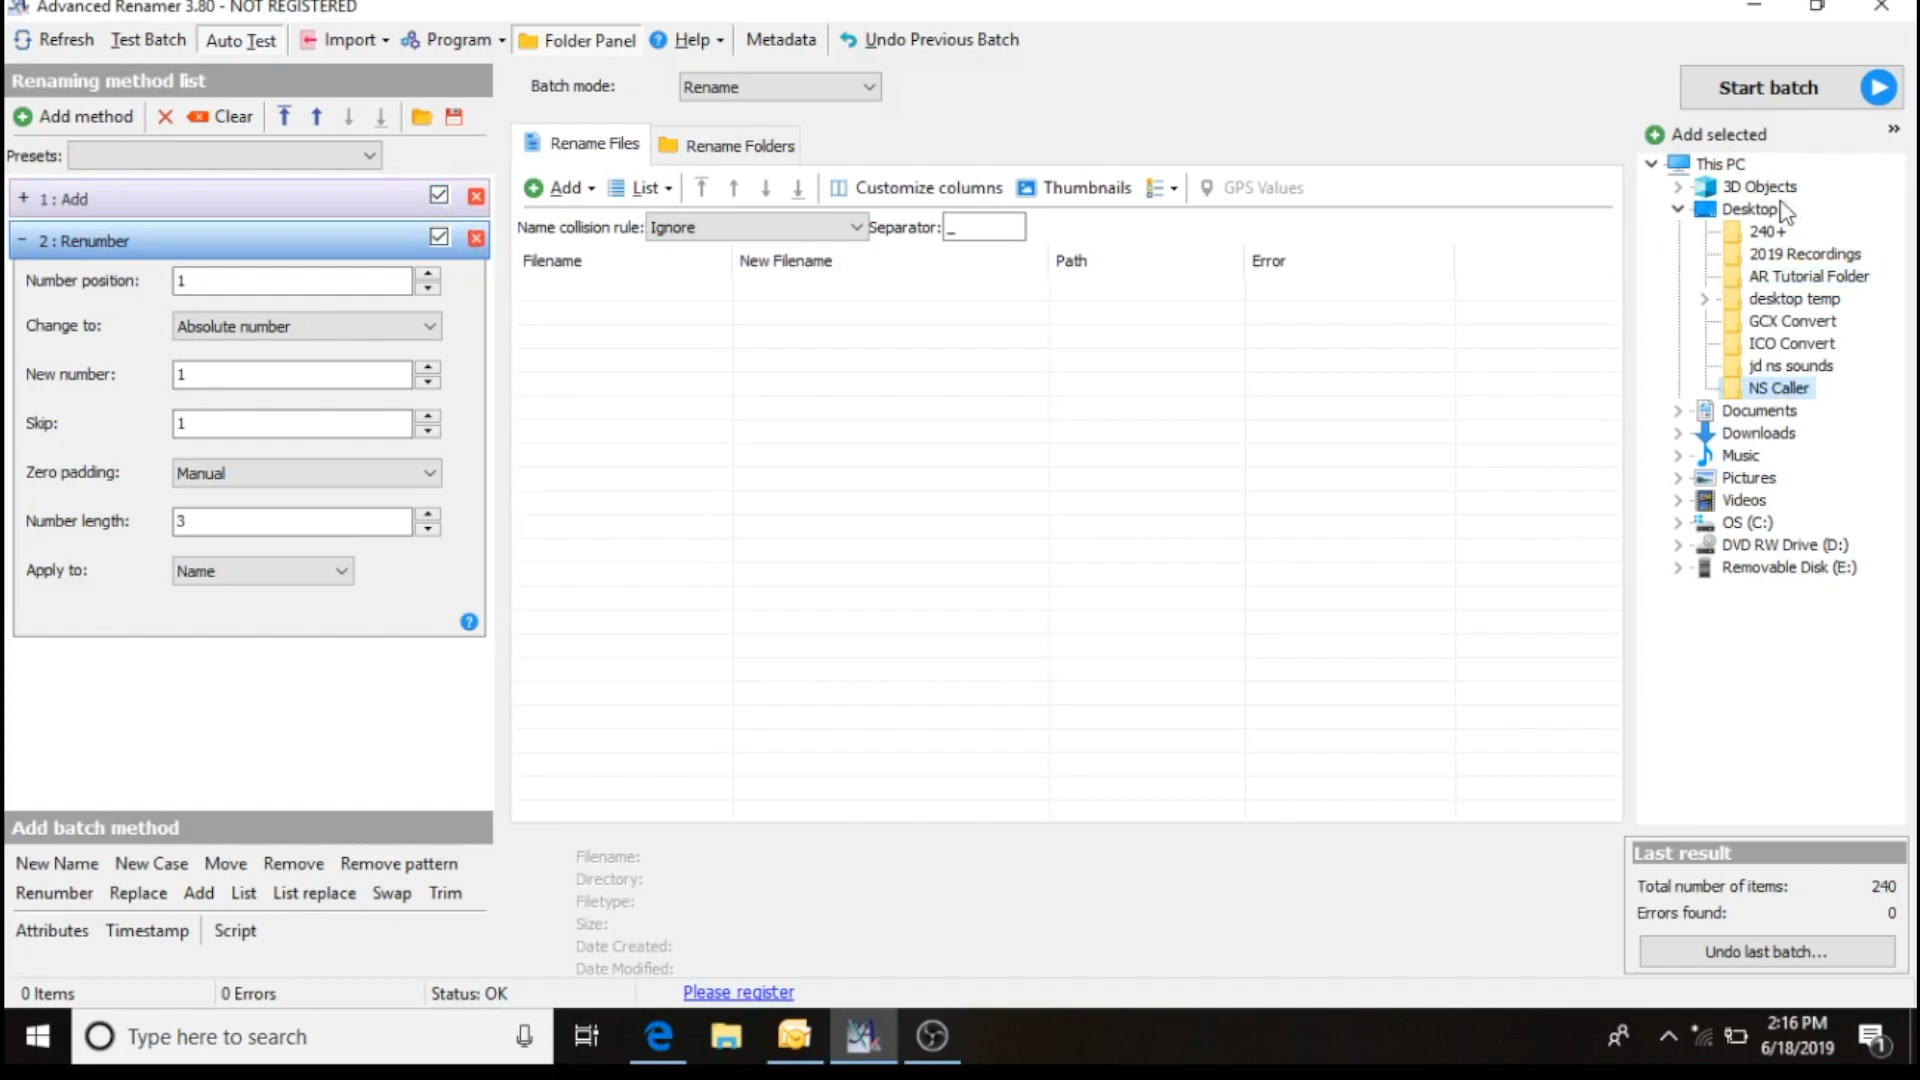 Advanced Renamer 3.80 - NOT REGISTERED
Refresh Test Batch Auto Test Import Program Folder Panel Help Metadata Undo Previous Batch
Renaming method list
Add method Clear
Presets:
+ 1 : Add
- 2 : Renumber
Number position: 1
Change to: Absolute number
New number: 1
Skip: 1
Zero padding: Manual
Number length: 3
Apply to: Name
Add batch method
New Name New Case Move Remove Remove pattern
Renumber Replace Add List List replace Swap Trim
Attributes Timestamp Script
Batch mode: Rename
Start batch
Rename Files Rename Folders
Add List Customize columns Thumbnails GPS Values
Name collision rule: Ignore Separator: _
Filename New Filename Path Error
Filename:
Directory:
Filetype:
Size:
Date Created:
Date Modified:
Add selected »
This PC
3D Objects
Desktop
240+
2019 Recordings
AR Tutorial Folder
desktop temp
GCX Convert
ICO Convert
jd ns sounds
NS Caller
Documents
Downloads
Music
Pictures
Videos
OS (C:)
DVD RW Drive (D:)
Removable Disk (E:)
Last result
Total number of items: 240
Errors found: 0
Undo last batch...
0 Items 0 Errors Status: OK Please register
Type here to search
2:16 PM
6/18/2019
1